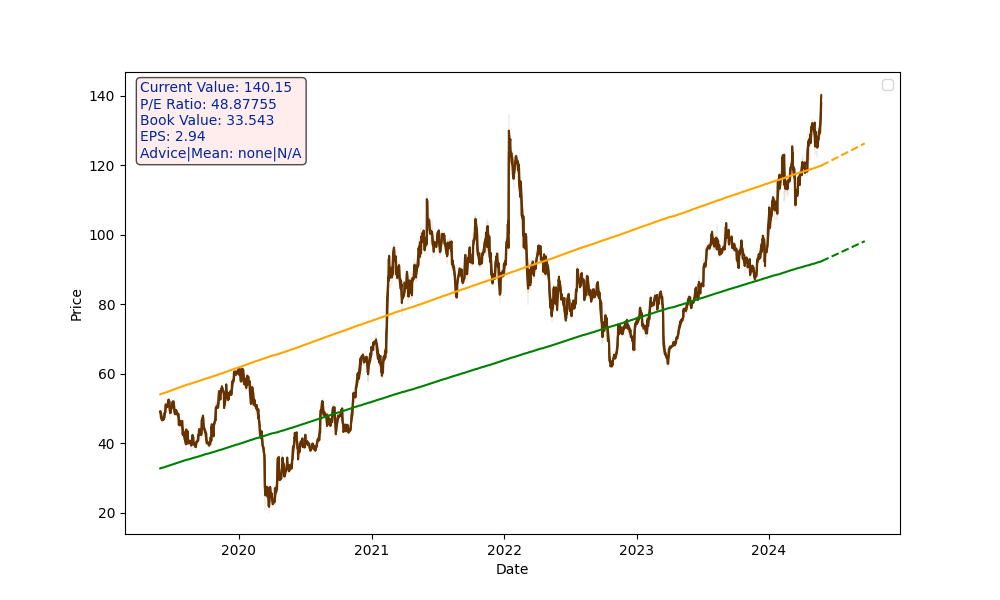 Current Value: 140.15
P/E Ratio: 48.87755
Book Value: 33.543
EPS: 2.94
Advice|Mean: none|N/A
140
120
100
80
60
40
20
Price
2020 2021 2022 2023 2024
Date